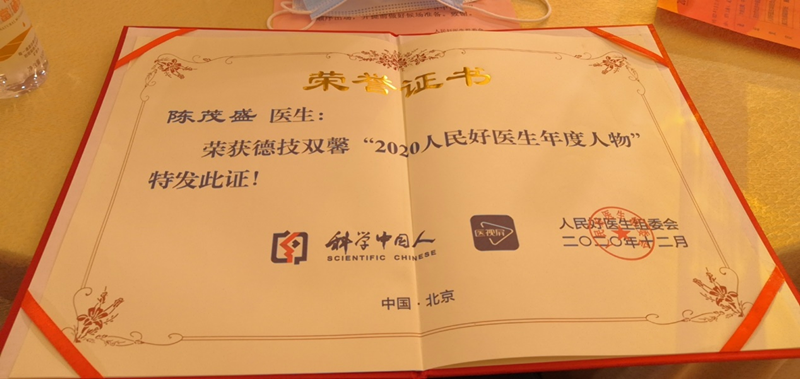 荣誉证书
陈茂盛 医生：
荣获德技双馨“2020人民好医生年度人物”
特发此证！
科学中国人
SCIENTIFIC CHINESE
医视屏
人民好医生组委会
二〇二〇年十二月
中国·北京